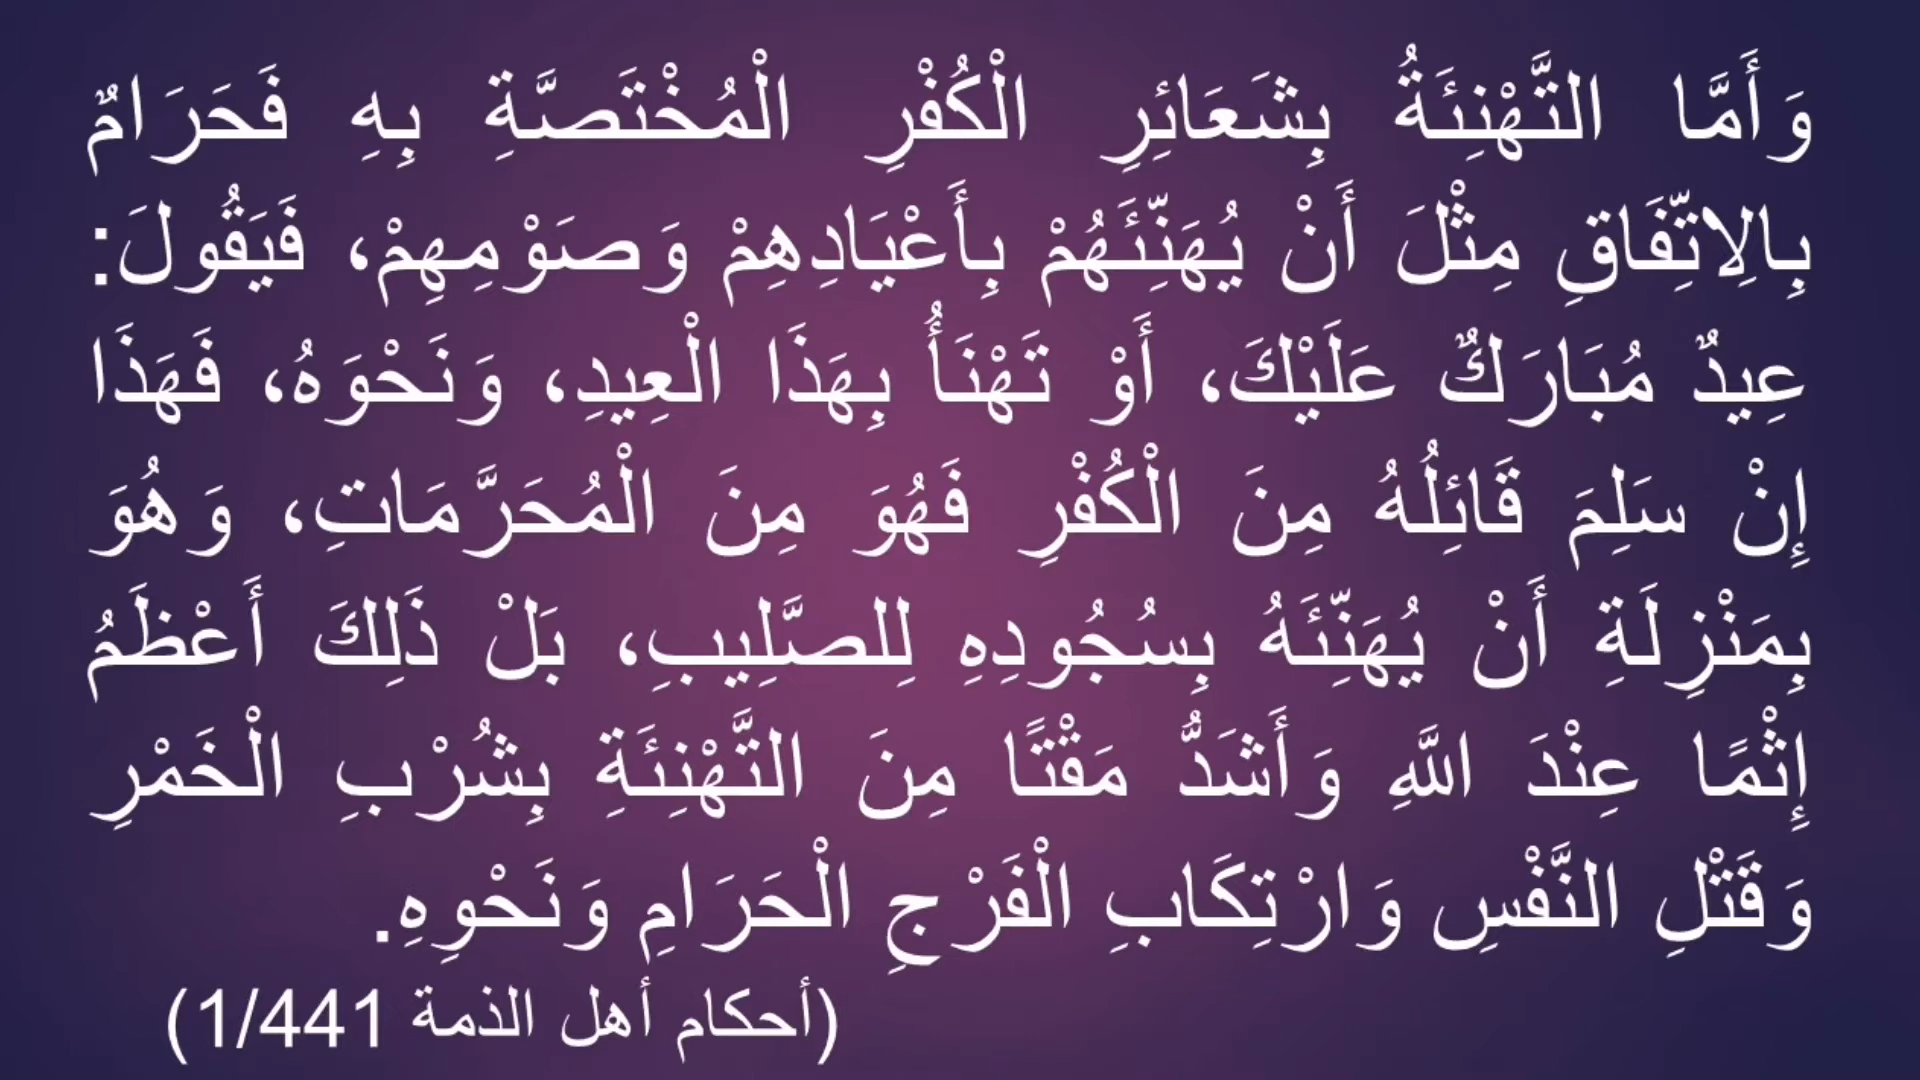 وَأَمَّا التَّهْنِئَةُ بِشَعَائِرِ الْكُفْرِ الْمُخْتَصَّةِ بِهِ فَحَرَامٌ
بِالِاتِّفَاقِ مِثْلَ أَنْ يُهَنِّئَهُمْ بِأَعْيَادِهِمْ وَصَوْمِهِمْ، فَيَقُولَ:
عِيدٌ مُبَارَكٌ عَلَيْكَ، أَوْ تَهْنَأُ بِهَذَا الْعِيدِ، وَنَحْوَهُ، فَهَذَا
إِنْ سَلِمَ قَائِلُهُ مِنَ الْكُفْرِ فَهُوَ مِنَ الْمُحَرَّمَاتِ، وَهُوَ
بِمَنْزِلَةِ أَنْ يُهَنِّئَهُ بِسُجُودِهِ لِلصَّلِيبِ، بَلْ ذَلِكَ أَعْظَمُ
إِثْمًا عِنْدَ اللَّهِ وَأَشَدُّ مَقْتًا مِنَ التَّهْنِئَةِ بِشُرْبِ الْخَمْرِ
وَقَتْلِ النَّفْسِ وَارْتِكَابِ الْفَرْجِ الْحَرَامِ وَنَحْوِهِ.
(أحكام أهل الذمة 1/441)